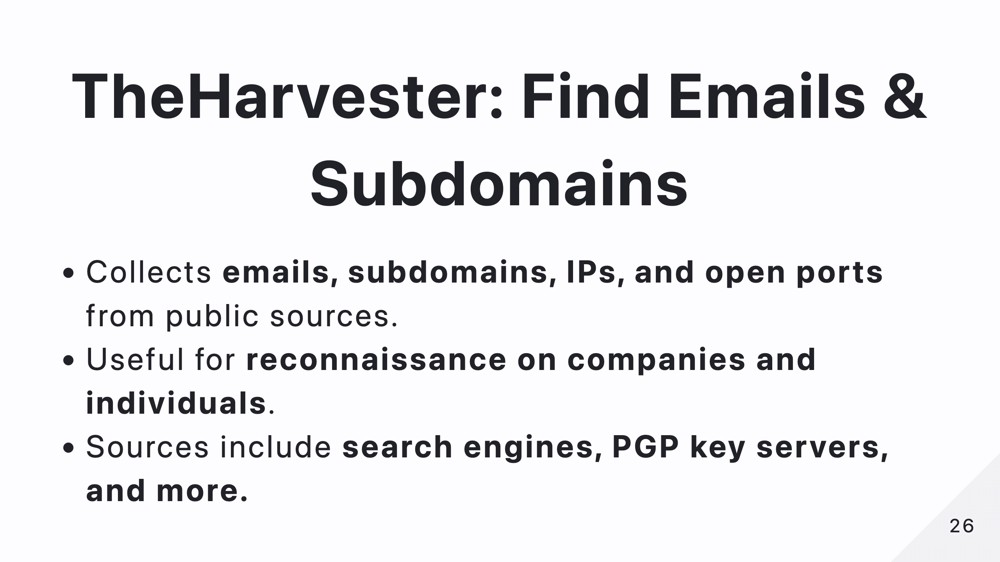 TheHarvester: Find Emails &
Subdomains
• Collects emails, subdomains, IPs, and open ports
from public sources.
• Useful for reconnaissance on companies and
individuals.
• Sources include search engines, PGP key servers,
and more.
26